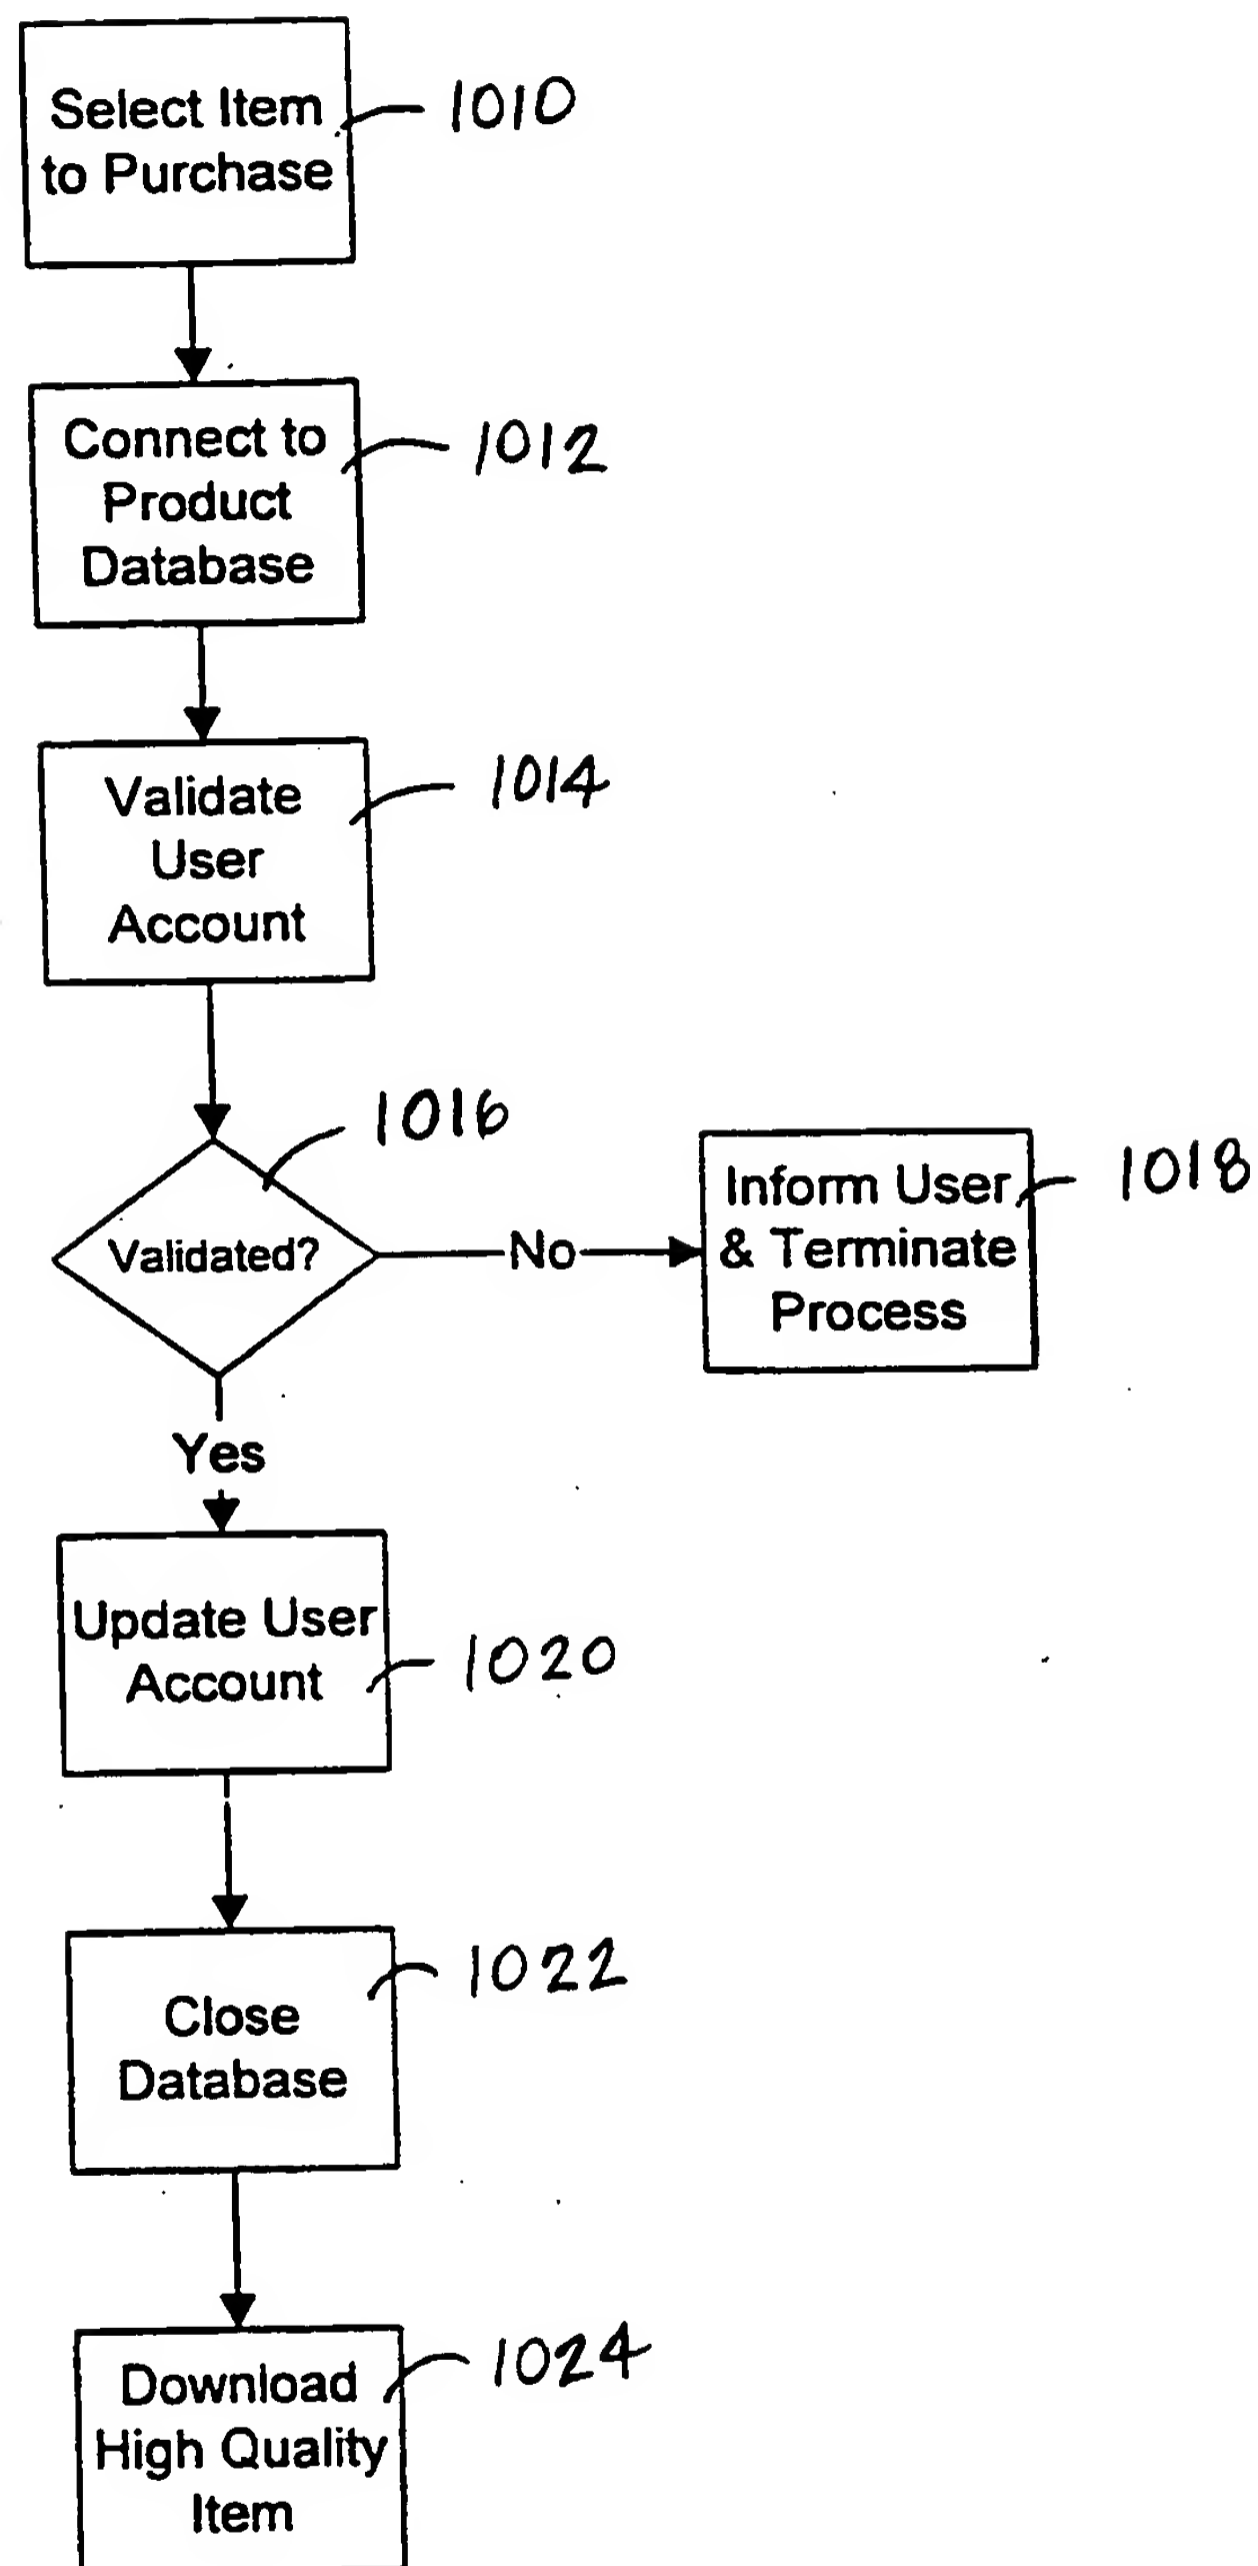 Select Item
to Purchase
1010
Connect to
Product
Database
1012
Validate
User
Account
1014
1016
Validated?
No
Inform User
& Terminate
Process
1018
Yes
Update User
Account
1020
Close
Database
1022
Download
High Quality
Item
1024